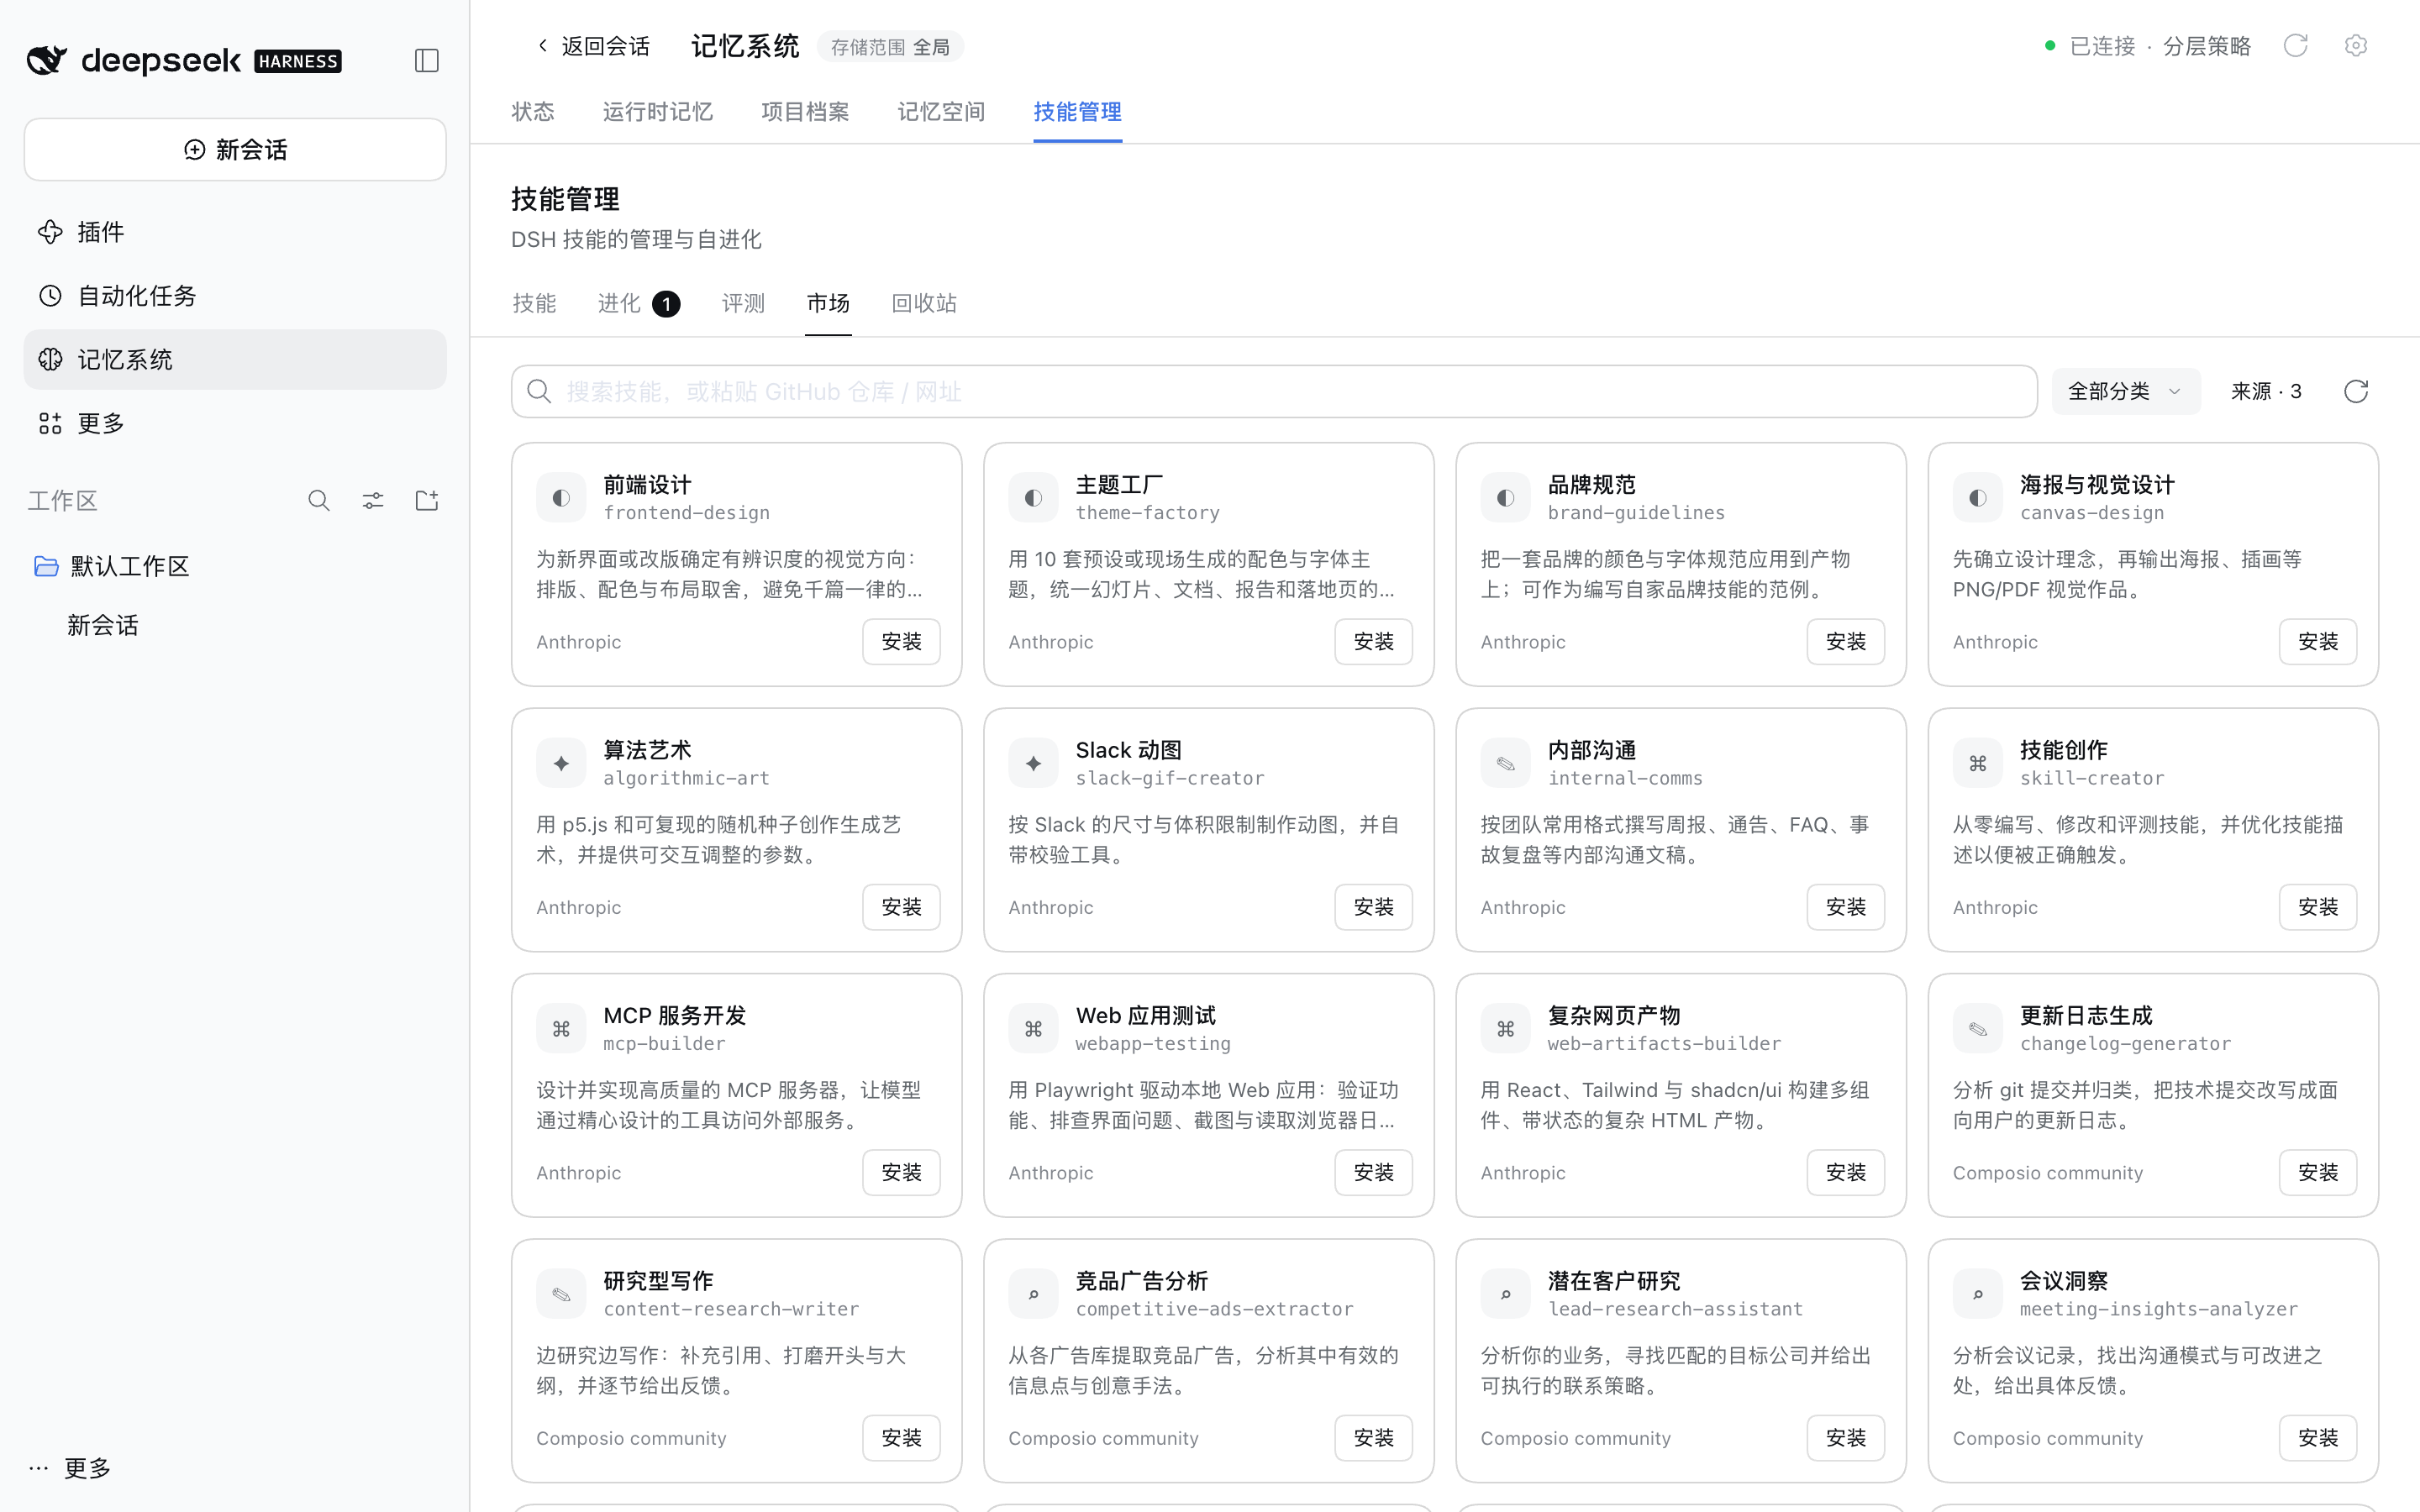 deepseek HARNESS
新会话
插件
自动化任务
记忆系统
更多
工作区
默认工作区
新会话
更多
返回会话
记忆系统
存储范围 全局
已连接 · 分层策略
状态
运行时记忆
项目档案
记忆空间
技能管理
技能管理
DSH 技能的管理与自进化
技能
进化 1
评测
市场
回收站
搜索技能，或粘贴 GitHub 仓库 / 网址
全部分类
来源 · 3
前端设计
frontend-design
为新界面或改版确定有辨识度的视觉方向：
排版、配色与布局取舍，避免千篇一律的...
Anthropic
安装
主题工厂
theme-factory
用 10 套预设或现场生成的配色与字体主
题，统一幻灯片、文档、报告和落地页的...
Anthropic
安装
品牌规范
brand-guidelines
把一套品牌的颜色与字体规范应用到产物
上；可作为编写自家品牌技能的范例。
Anthropic
安装
海报与视觉设计
canvas-design
先确立设计理念，再输出海报、插画等
PNG/PDF 视觉作品。
Anthropic
安装
算法艺术
algorithmic-art
用 p5.js 和可复现的随机种子创作生成艺
术，并提供可交互调整的参数。
Anthropic
安装
Slack 动图
slack-gif-creator
按 Slack 的尺寸与体积限制制作动图，并自
带校验工具。
Anthropic
安装
内部沟通
internal-comms
按团队常用格式撰写周报、通告、FAQ、事
故复盘等内部沟通文稿。
Anthropic
安装
技能创作
skill-creator
从零编写、修改和评测技能，并优化技能描
述以便被正确触发。
Anthropic
安装
MCP 服务开发
mcp-builder
设计并实现高质量的 MCP 服务器，让模型
通过精心设计的工具访问外部服务。
Anthropic
安装
Web 应用测试
webapp-testing
用 Playwright 驱动本地 Web 应用：验证功
能、排查界面问题、截图与读取浏览器日...
Anthropic
安装
复杂网页产物
web-artifacts-builder
用 React、Tailwind 与 shadcn/ui 构建多组
件、带状态的复杂 HTML 产物。
Anthropic
安装
更新日志生成
changelog-generator
分析 git 提交并归类，把技术提交改写成面
向用户的更新日志。
Composio community
安装
研究型写作
content-research-writer
边研究边写作：补充引用、打磨开头与大
纲，并逐节给出反馈。
Composio community
安装
竞品广告分析
competitive-ads-extractor
从各广告库提取竞品广告，分析其中有效的
信息点与创意手法。
Composio community
安装
潜在客户研究
lead-research-assistant
分析你的业务，寻找匹配的目标公司并给出
可执行的联系策略。
Composio community
安装
会议洞察
meeting-insights-analyzer
分析会议记录，找出沟通模式与可改进之
处，给出具体反馈。
Composio community
安装